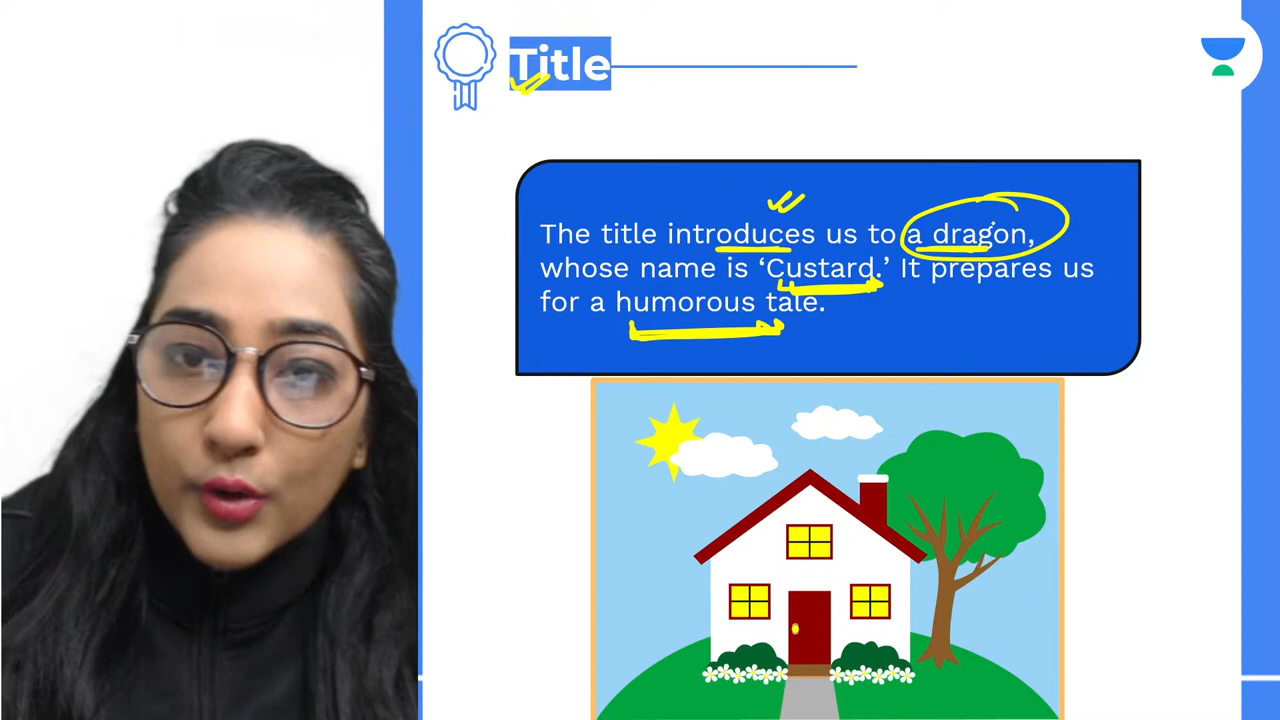 Title
The title introduces us to a dragon,
whose name is ‘Custard.’ It prepares us
for a humorous tale.